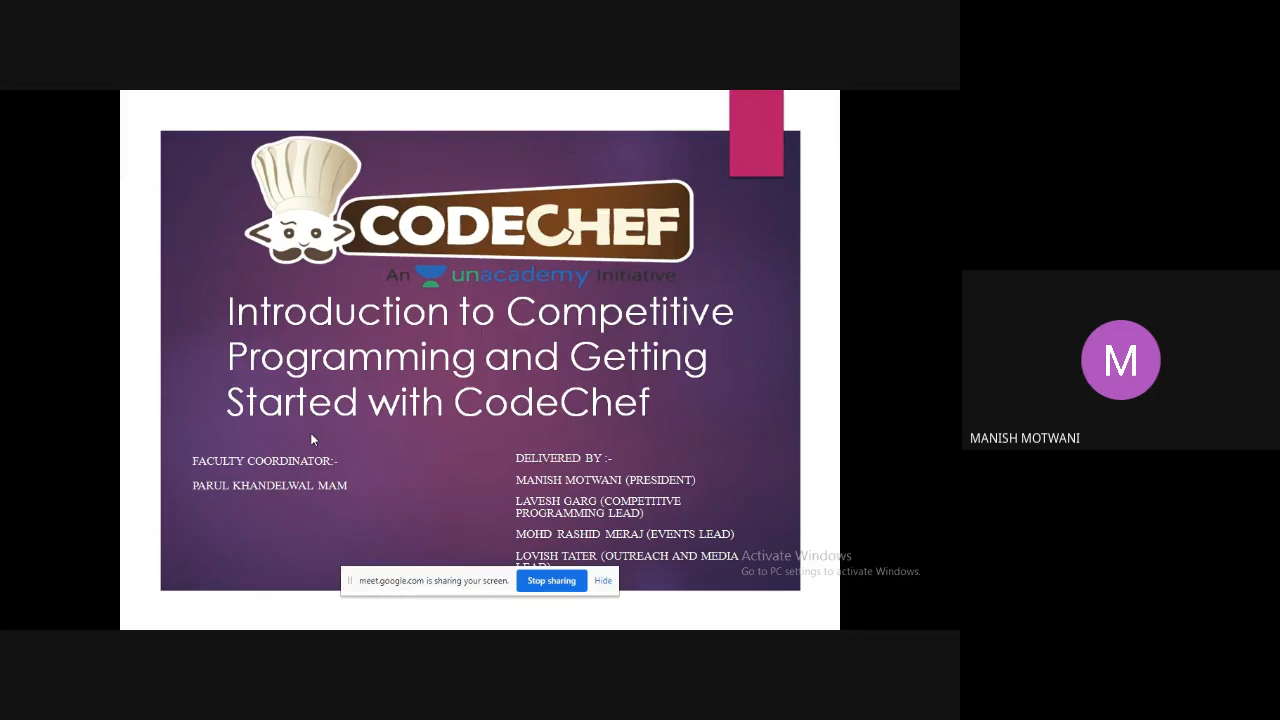 CODECHEF
An unacademy Initiative
Introduction to Competitive
Programming and Getting
Started with CodeChef
FACULTY COORDINATOR:-
PARUL KHANDELWAL MAM
DELIVERED BY :-
MANISH MOTWANI (PRESIDENT)
LAVESH GARG (COMPETITIVE
PROGRAMMING LEAD)
MOHD RASHID MERAJ (EVENTS LEAD)
LOVISH TATER (OUTREACH AND MEDIA
LEAD)
meet.google.com is sharing your screen. Stop sharing Hide
Activate Windows
Go to PC settings to activate Windows.
M
MANISH MOTWANI